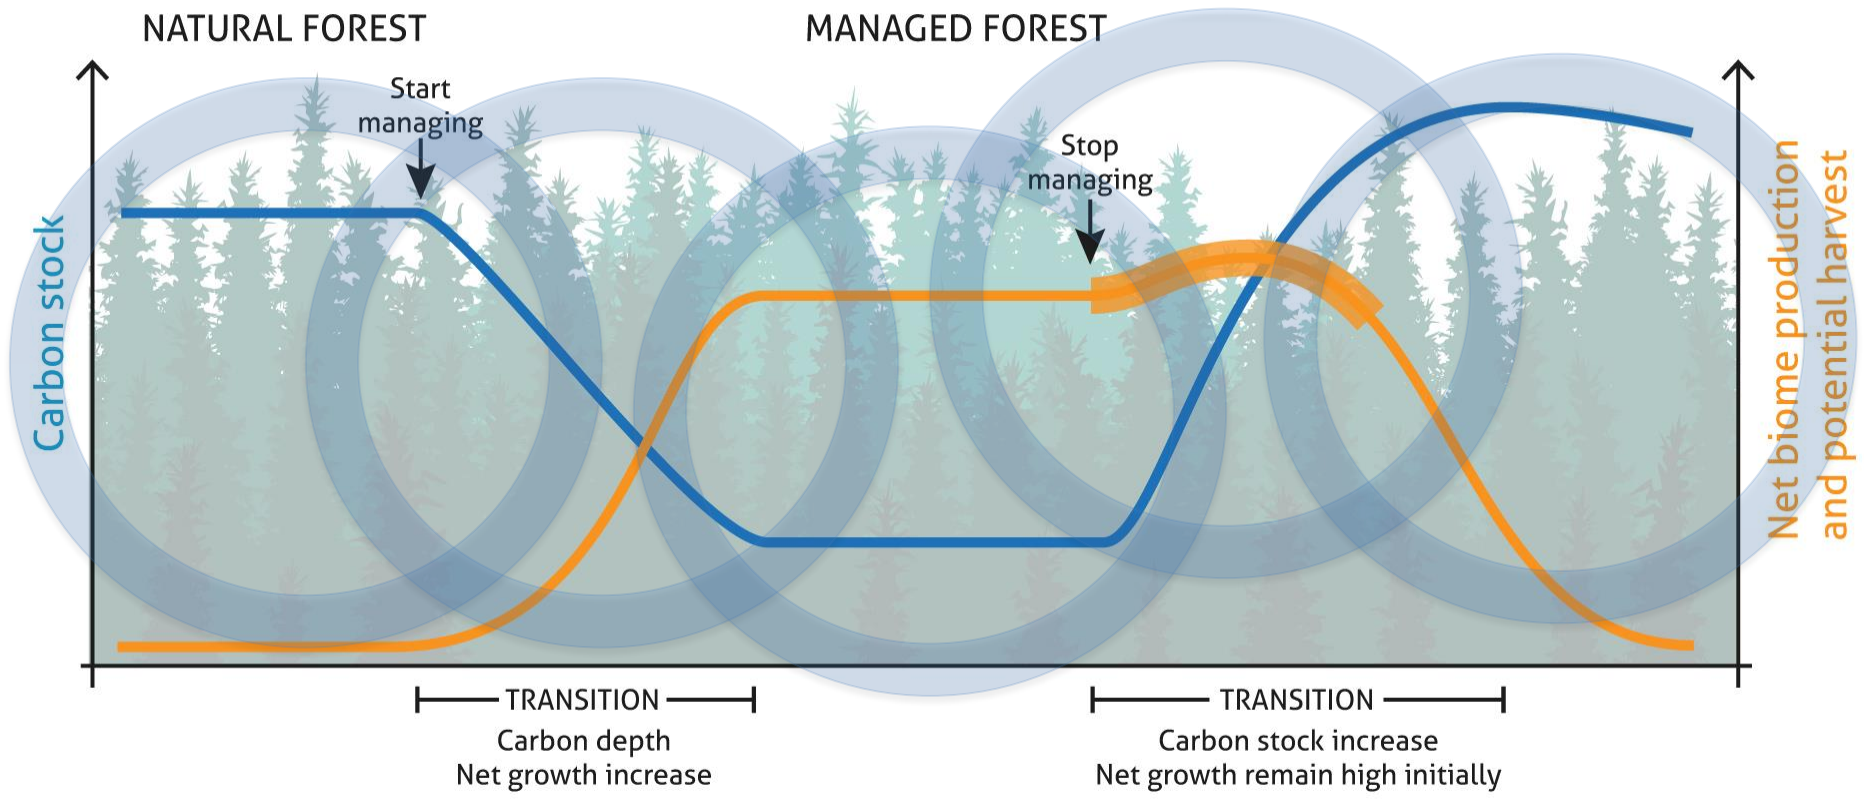 NATURAL FOREST
MANAGED FOREST
Start
managing
Stop
managing
Carbon stock
Net biome production
and potential harvest
TRANSITION
Carbon depth
Net growth increase
TRANSITION
Carbon stock increase
Net growth remain high initially